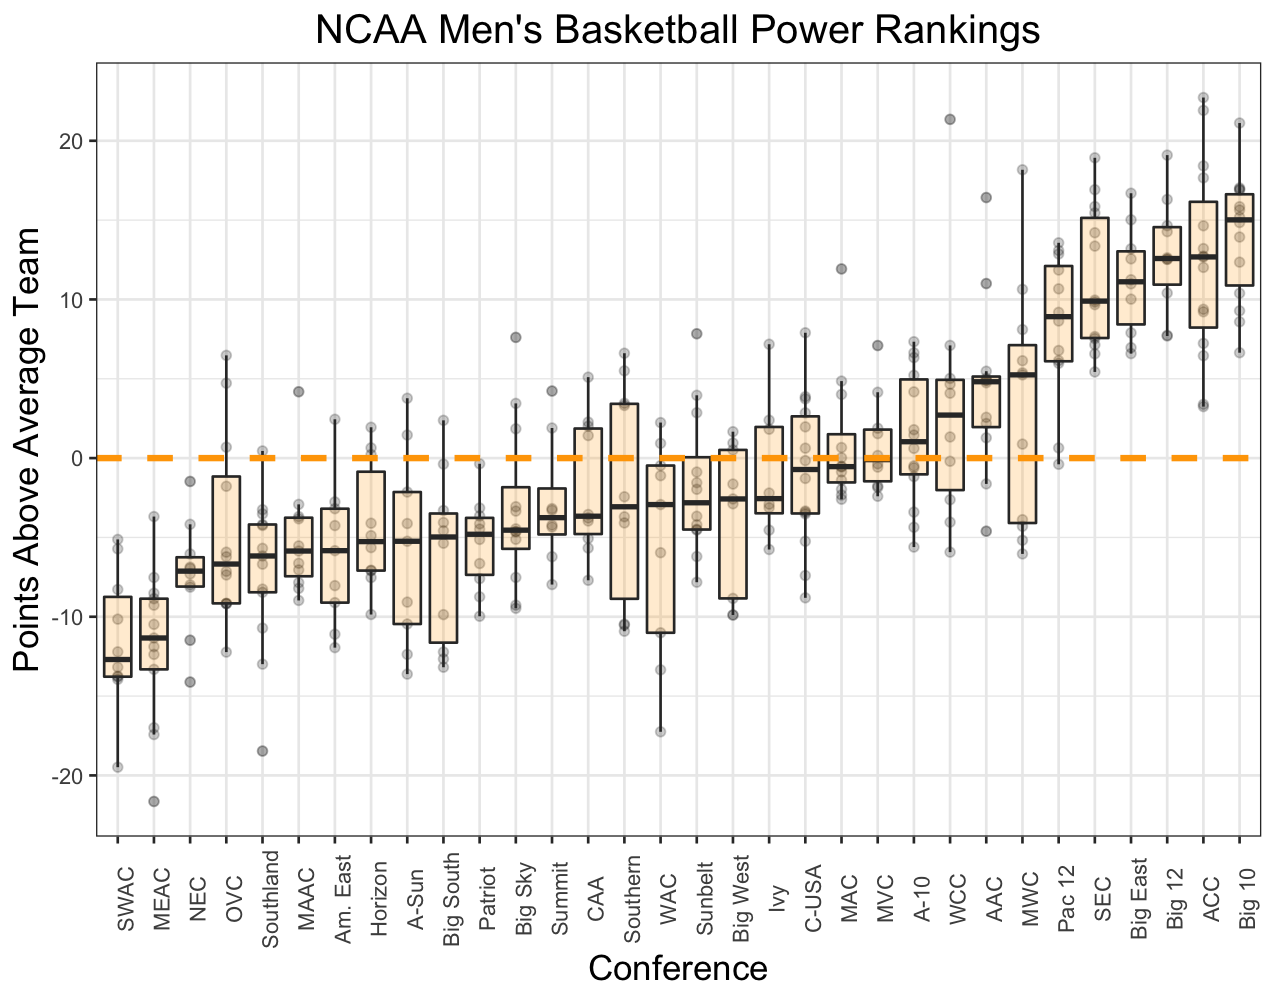 NCAA Men's Basketball Power Rankings
Points Above Average Team
20
10
0
-10
-20
SWAC
MEAC
NEC
OVC
Southland
MAAC
Am. East
Horizon
A-Sun
Big South
Patriot
Big Sky
Summit
CAA
Southern
WAC
Sunbelt
Big West
Ivy
C-USA
MAC
MVC
A-10
WCC
AAC
MWC
Pac 12
SEC
Big East
Big 12
ACC
Big 10
Conference